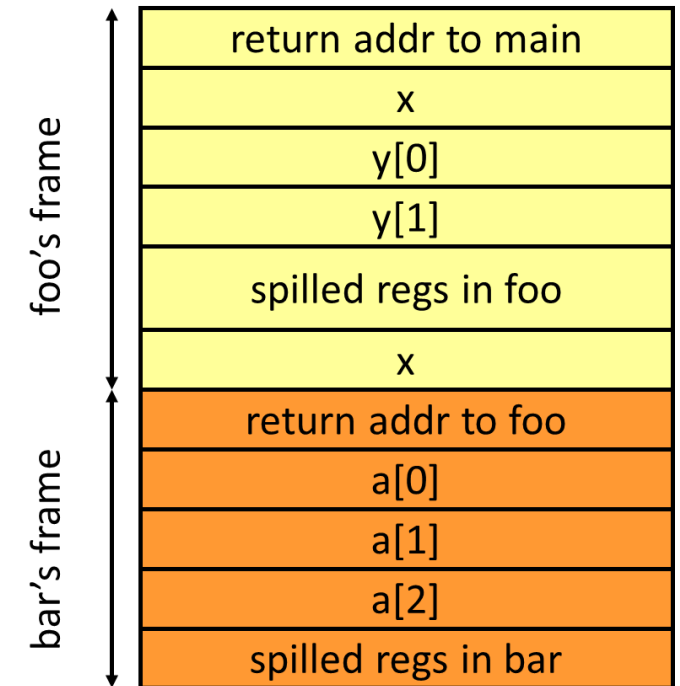 foo’s frame
return addr to main
x
y[0]
y[1]
spilled regs in foo
x
bar’s frame
return addr to foo
a[0]
a[1]
a[2]
spilled regs in bar